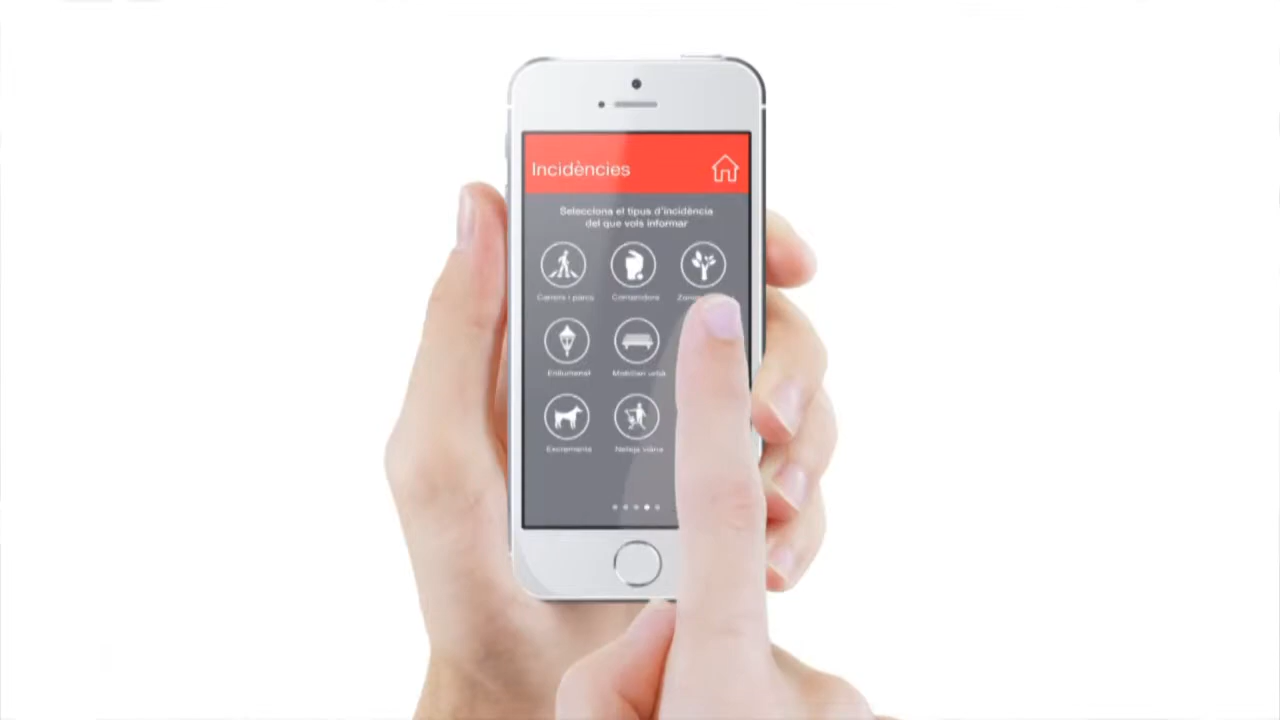 Incidències
Selecciona el tipus d'incidència
del que vols informar
Carrers i parcs
Contenidors
Enllumenat
Mobiliari urbà
Excrements
Neteja viària